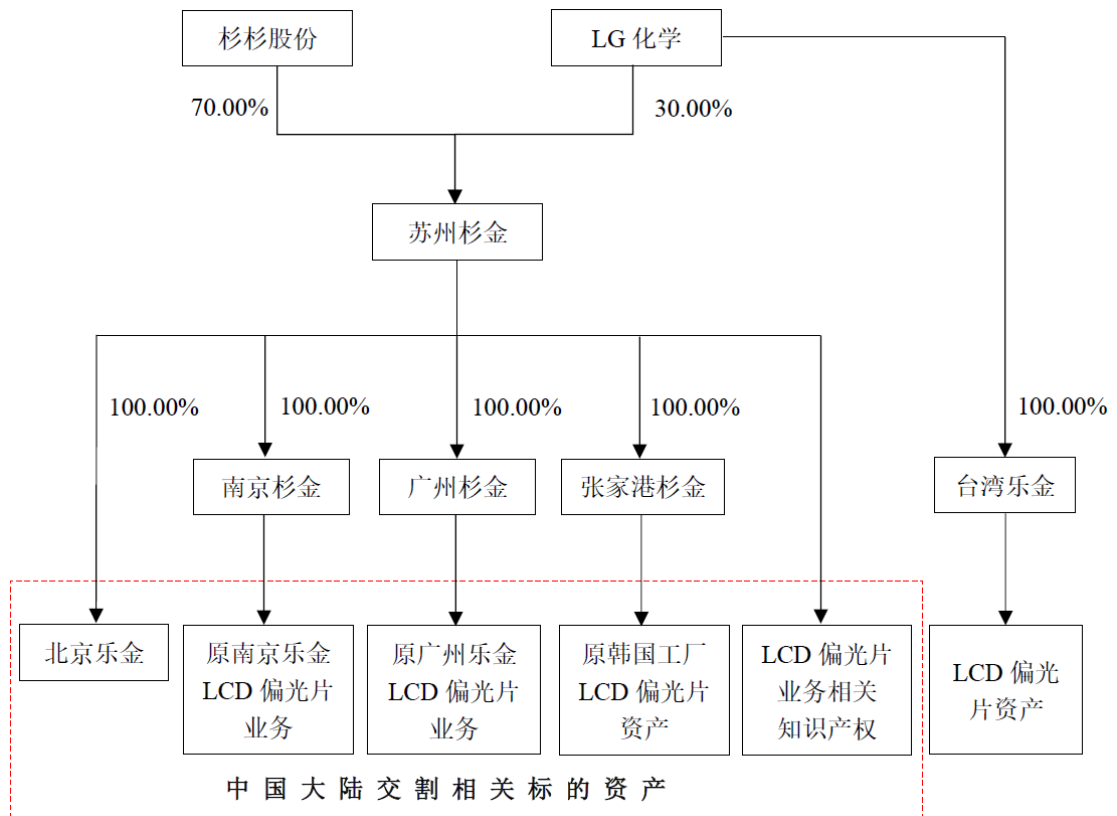 杉杉股份
LG 化学
70.00%
30.00%
苏州杉金
100.00%
100.00%
100.00%
100.00%
100.00%
南京杉金
广州杉金
张家港杉金
台湾乐金
北京乐金
原南京乐金
LCD 偏光片
业务
原广州乐金
LCD 偏光片
业务
原韩国工厂
LCD 偏光片
资产
LCD 偏光片
业务相关
知识产权
LCD 偏光
片资产
中国大陆交割相关标的资产